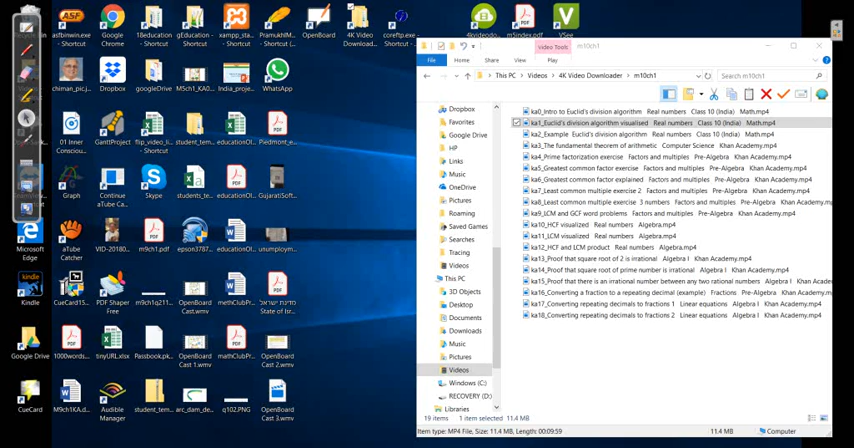 asfbinwin.exe - Shortcut
Google Chrome
18education - Shortcut
gEducation - Shortcut
xampp_start - Shortcut
PramukhIM... - Shortcut
OpenBoard
4K Video Download...
coreftp.exe - Shortcut
4kvideodo...
m5index.pdf
VSee
chiman_pic...
Dropbox
googleDrive
M5ch1_KA0...
India_projec...
WhatsApp
01 Inner Consciou...
GanttProject
flip_video_li... - Shortcut
student_tem...
educationOl...
Piedmont_e...
Graph
Continue aTube Ca...
Skype
students_te...
educationOl...
GujaratiSoft...
Microsoft Edge
aTube Catcher
VID-20180...
m9ch1.pdf
epson3787...
educationOl...
unemploym...
Kindle
CueCard15...
PDF Shaper Free
m9ch1q211...
OpenBoard Cast.wmv
methClubPr...
State of Isr...
Google Drive
1000words...
tinyURL.xlsx
Passbook.pk...
OpenBoard Cast 1.wmv
mathClubPr...
OpenBoard Cast 2.wmv
CueCard
M9ch1KA.d...
Audible Manager
student_tem...
arc_dam_de...
q102.PNG
OpenBoard Cast 3.wmv
Video Tools
m10ch1
File
Home
Share
View
Play
This PC
Videos
4K Video Downloader
m10ch1
Search m10ch1
Dropbox
Favorites
Google Drive
HP
Links
Music
OneDrive
Pictures
Roaming
Saved Games
Searches
Tracing
Videos
This PC
3D Objects
Desktop
Documents
Downloads
Music
Pictures
Videos
Windows (C:)
RECOVERY (D:)
Libraries
ka0_Intro to Euclid's division algorithm Real numbers Class 10 (India) Math.mp4
ka1_Euclid's division algorithm visualised Real numbers Class 10 (India) Math.mp4
ka2_Example Euclid's division algorithm Real numbers Class 10 (India) Math.mp4
ka3_The fundamental theorem of arithmetic Computer Science Khan Academy.mp4
ka4_Prime factorization exercise Factors and multiples Pre-Algebra Khan Academy.mp4
ka5_Greatest common factor exercise Factors and multiples Pre-Algebra Khan Academy.mp4
ka6_Greatest common factor explained Factors and multiples Pre-Algebra Khan Academy.mp4
ka7_Least common multiple exercise 2 Factors and multiples Pre-Algebra Khan Academy.mp4
ka8_Least common multiple exercise 3 numbers Factors and multiples Pre-Algebra Khan Academy.m
ka9_LCM and GCF word problems Factors and multiples Pre-Algebra Khan Academy.mp4
ka10_HCF visualized Real numbers Algebra.mp4
ka11_LCM visualized Real numbers Algebra.mp4
ka12_HCF and LCM product Real numbers Algebra.mp4
ka13_Proof that square root of 2 is irrational Algebra I Khan Academy.mp4
ka14_Proof that square root of prime number is irrational Algebra I Khan Academy.mp4
ka15_Proof that there is an irrational number between any two rational numbers Algebra I Khan Acade
ka16_Converting a fraction to a repeating decimal (example) Fractions Pre-Algebra Khan Academy.mp4
ka17_Converting repeating decimals to fractions 1 Linear equations Algebra I Khan Academy.mp4
ka18_Converting repeating decimals to fractions 2 Linear equations Algebra I Khan Academy.mp4
19 items 1 item selected 11.4 MB
Item type: MP4 File, Size: 11.4 MB, Length: 00:09:59
11.4 MB
Computer